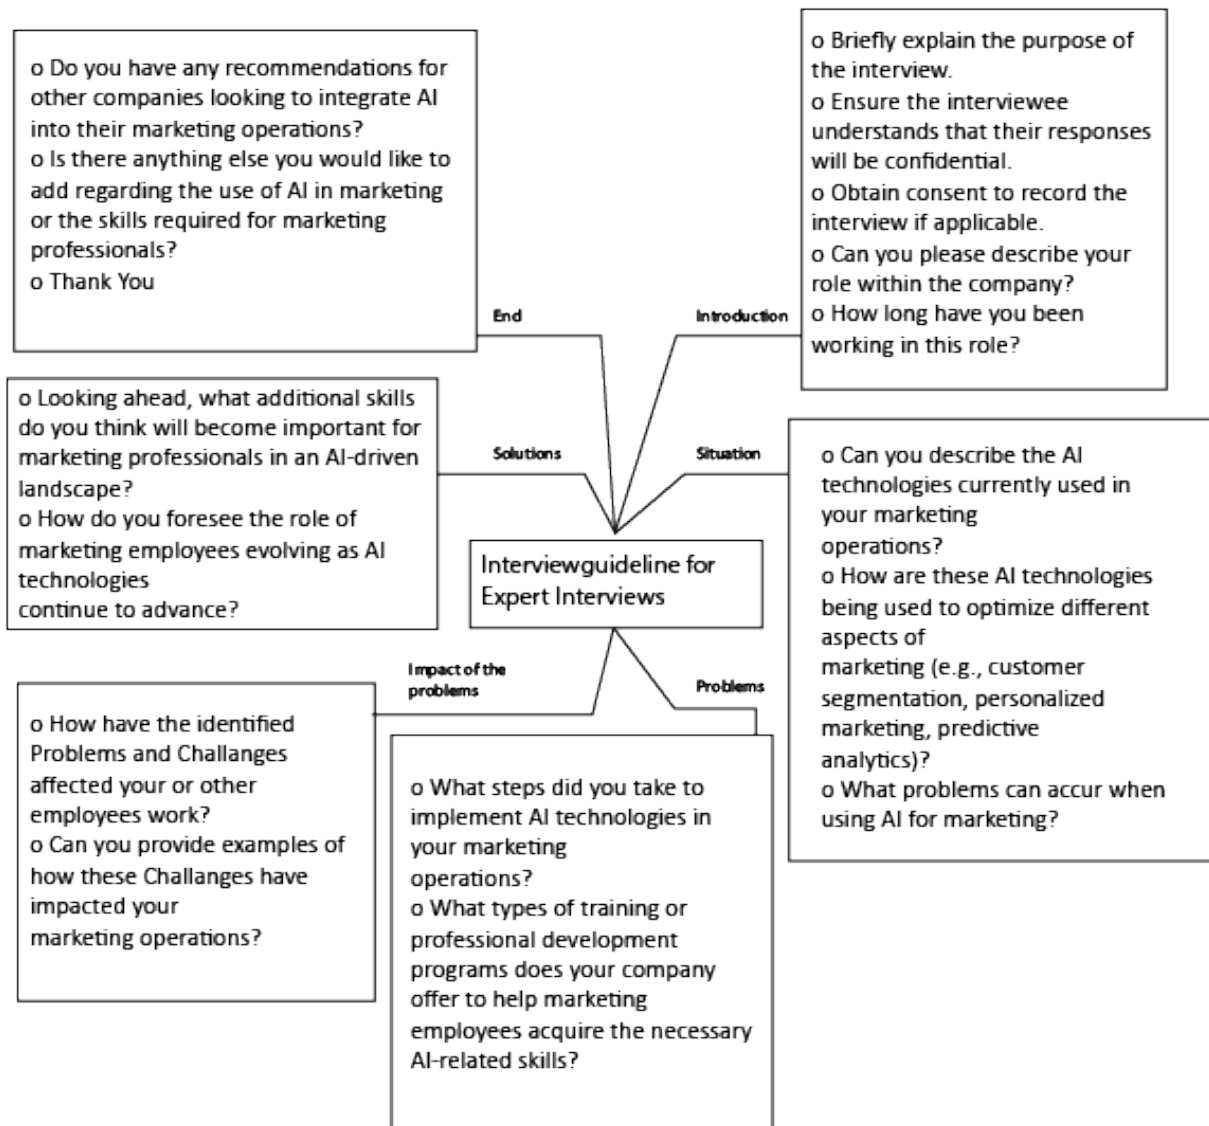 o Do you have any recommendations for
other companies looking to integrate AI
into their marketing operations?
o Is there anything else you would like to
add regarding the use of AI in marketing
or the skills required for marketing
professionals?
o Thank You
End
Introduction
o Briefly explain the purpose of
the interview.
o Ensure the interviewee
understands that their responses
will be confidential.
o Obtain consent to record the
interview if applicable.
o Can you please describe your
role within the company?
o How long have you been
working in this role?
o Looking ahead, what additional skills
do you think will become important for
marketing professionals in an AI-driven
landscape?
o How do you foresee the role of
marketing employees evolving as AI
technologies
continue to advance?
Solutions
Situation
o Can you describe the AI
technologies currently used in
your marketing
operations?
o How are these AI technologies
being used to optimize different
aspects of
marketing (e.g., customer
segmentation, personalized
marketing, predictive
analytics)?
o What problems can accur when
using AI for marketing?
Interviewguideline for
Expert Interviews
Impact of the
problems
Problems
o How have the identified
Problems and Challanges
affected your or other
employees work?
o Can you provide examples of
how these Challanges have
impacted your
marketing operations?
o What steps did you take to
implement AI technologies in
your marketing
operations?
o What types of training or
professional development
programs does your company
offer to help marketing
employees acquire the necessary
AI-related skills?